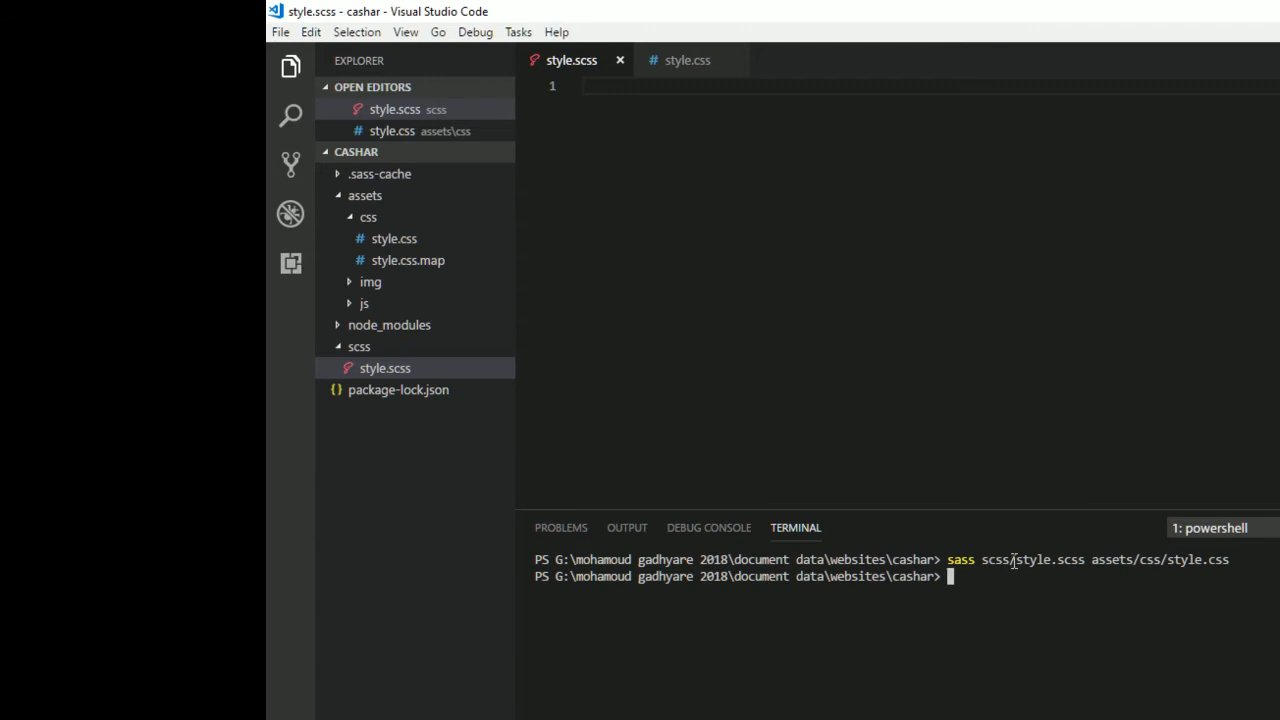 style.scss - cashar - Visual Studio Code
File Edit Selection View Go Debug Tasks Help
EXPLORER
OPEN EDITORS
style.scss scss
style.css assets\css
CASHAR
.sass-cache
assets
css
style.css
style.css.map
img
js
node_modules
scss
style.scss
package-lock.json
style.scss style.css
1
PROBLEMS OUTPUT DEBUG CONSOLE TERMINAL 1: powershell
PS G:\mohamoud gadhyare 2018\document data\websites\cashar> sass scss/style.scss assets/css/style.css
PS G:\mohamoud gadhyare 2018\document data\websites\cashar>